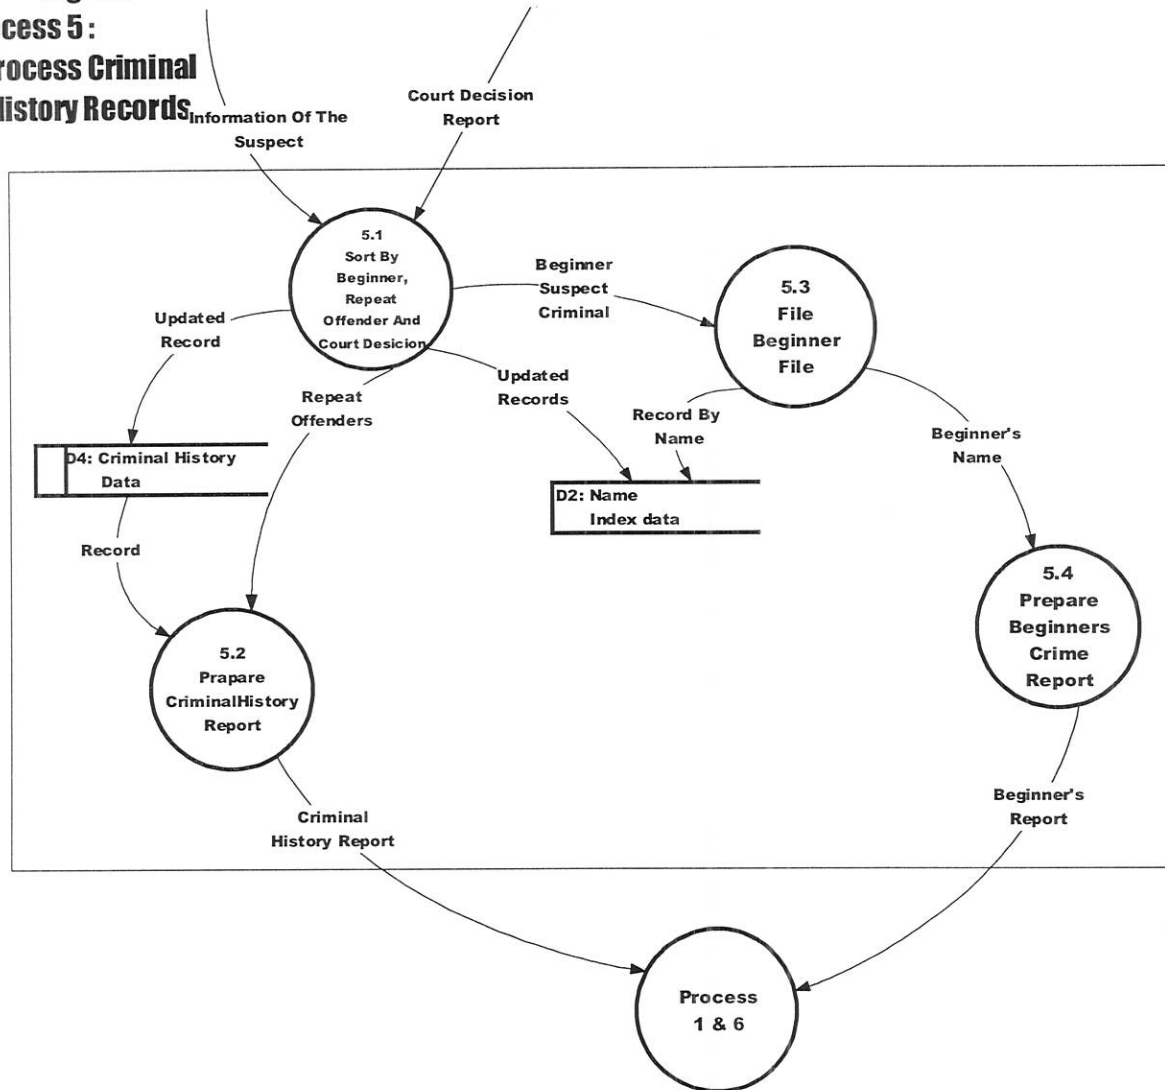 cess 5 :
rocess Criminal
istory Records
Information Of The
Suspect
Court Decision
Report
5.1
Sort By
Beginner,
Repeat
Offender And
Court Desicion
Beginner
Suspect
Criminal
5.3
File
Beginner
File
Updated
Record
Repeat
Offenders
Updated
Records
Record By
Name
Beginner's
Name
D4: Criminal History
Data
D2: Name
Index data
Record
5.4
Prepare
Beginners
Crime
Report
5.2
Prapare
CriminalHistory
Report
Criminal
History Report
Beginner's
Report
Process
1 & 6